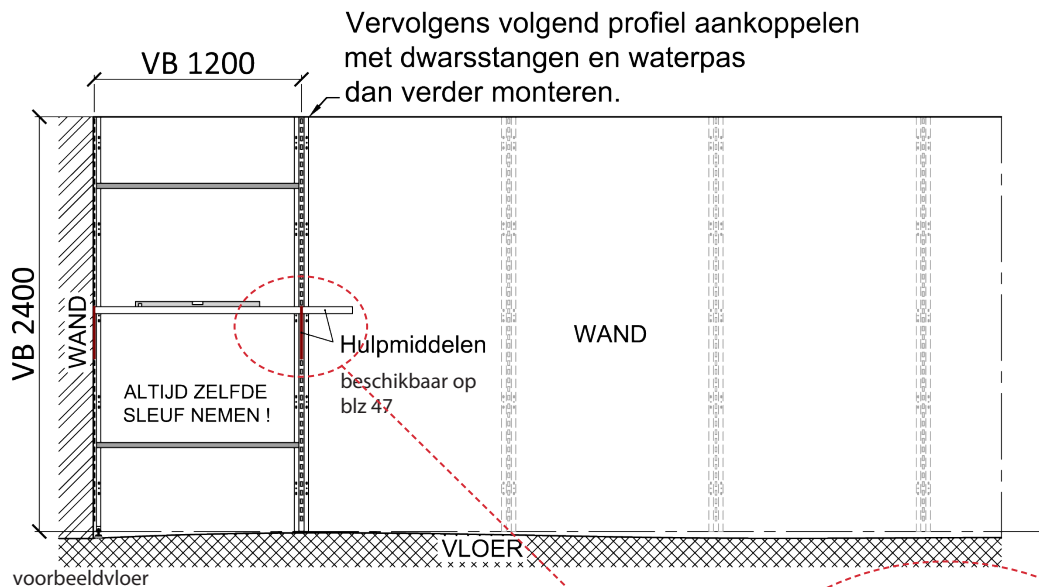 Vervolgens volgend profiel aankoppelen
met dwarsstangen en waterpas
dan verder monteren.
VB 1200
VB 2400
WAND
WAND
Hulpmiddelen
beschikbaar op
blz 47
ALTIJD ZELFDE
SLEUF NEMEN !
VLOER
voorbeeldvloer